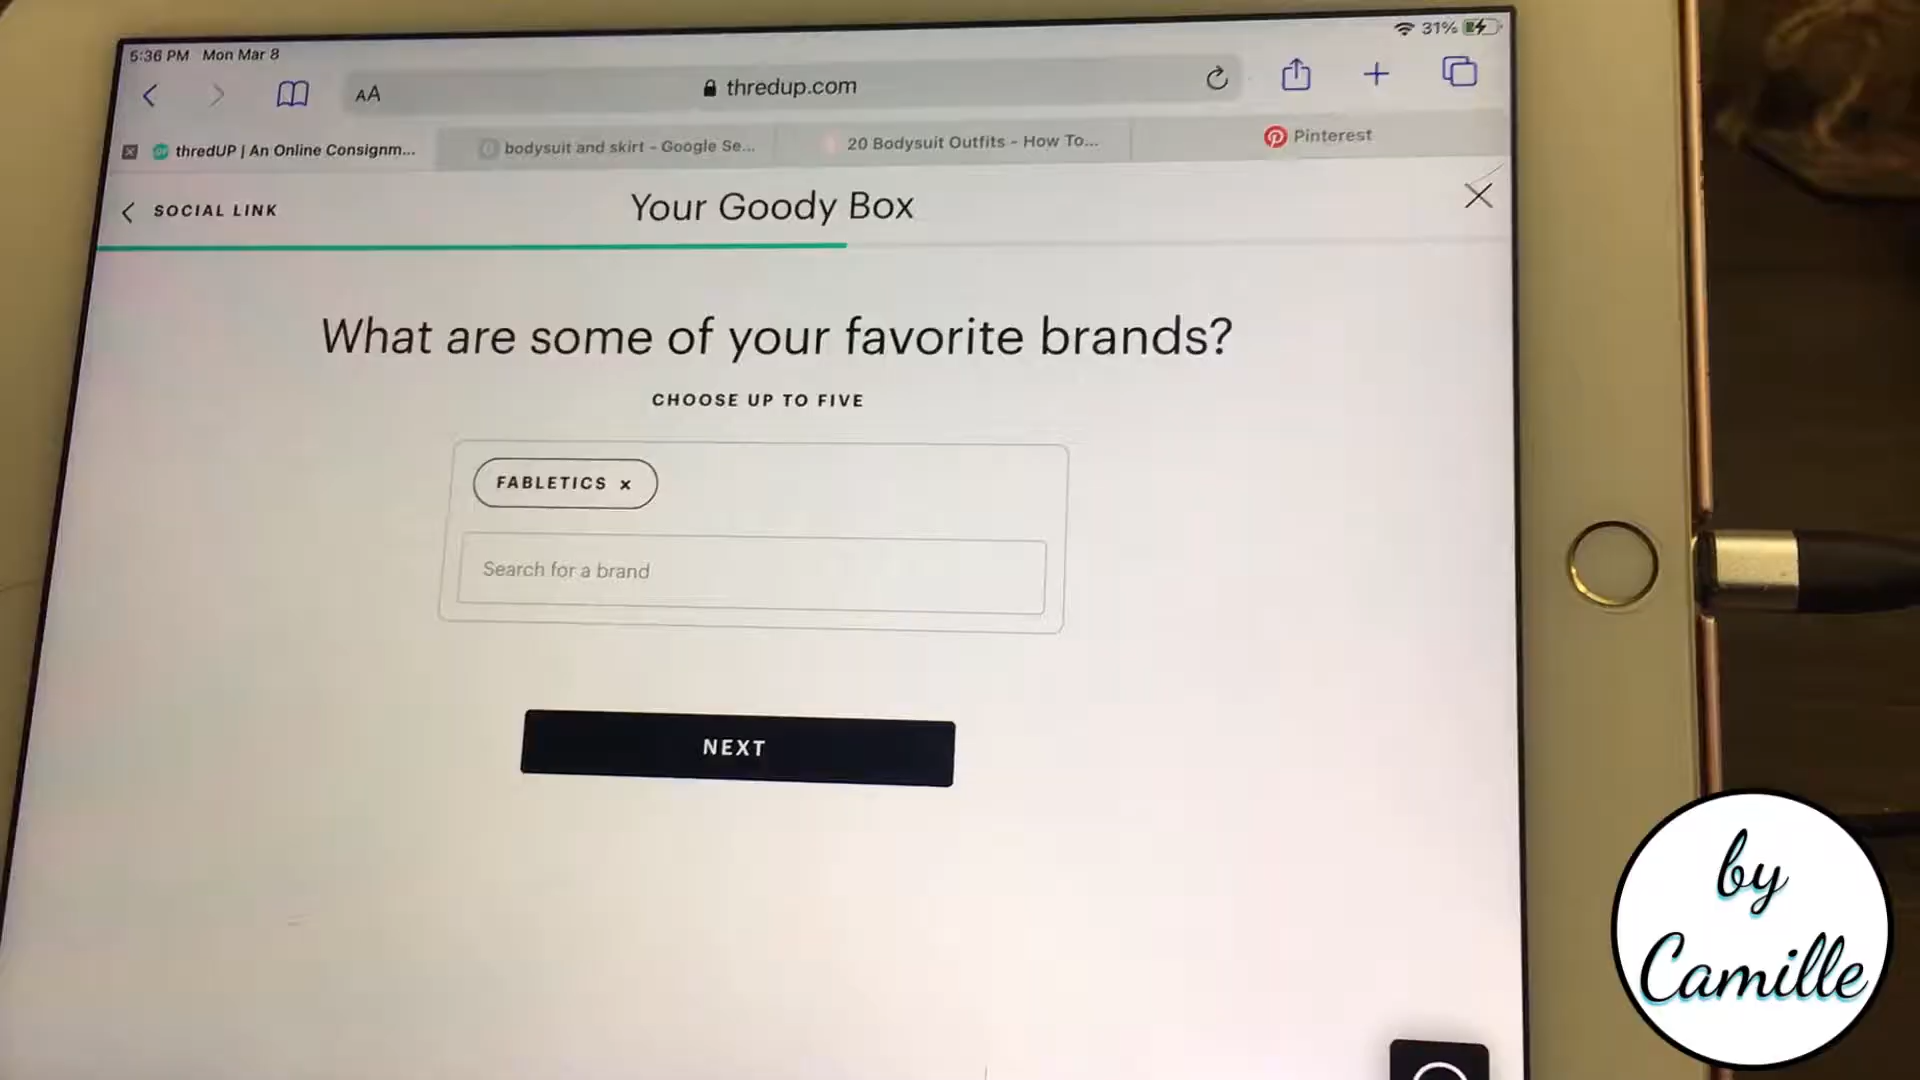 5:36 PM Mon Mar 8
31%
AA
thredup.com
thredUP | An Online Consignm...
bodysuit and skirt - Google Se...
20 Bodysuit Outfits - How To...
Pinterest
SOCIAL LINK
Your Goody Box
What are some of your favorite brands?
CHOOSE UP TO FIVE
FABLETICS x
Search for a brand
NEXT
by
Camille